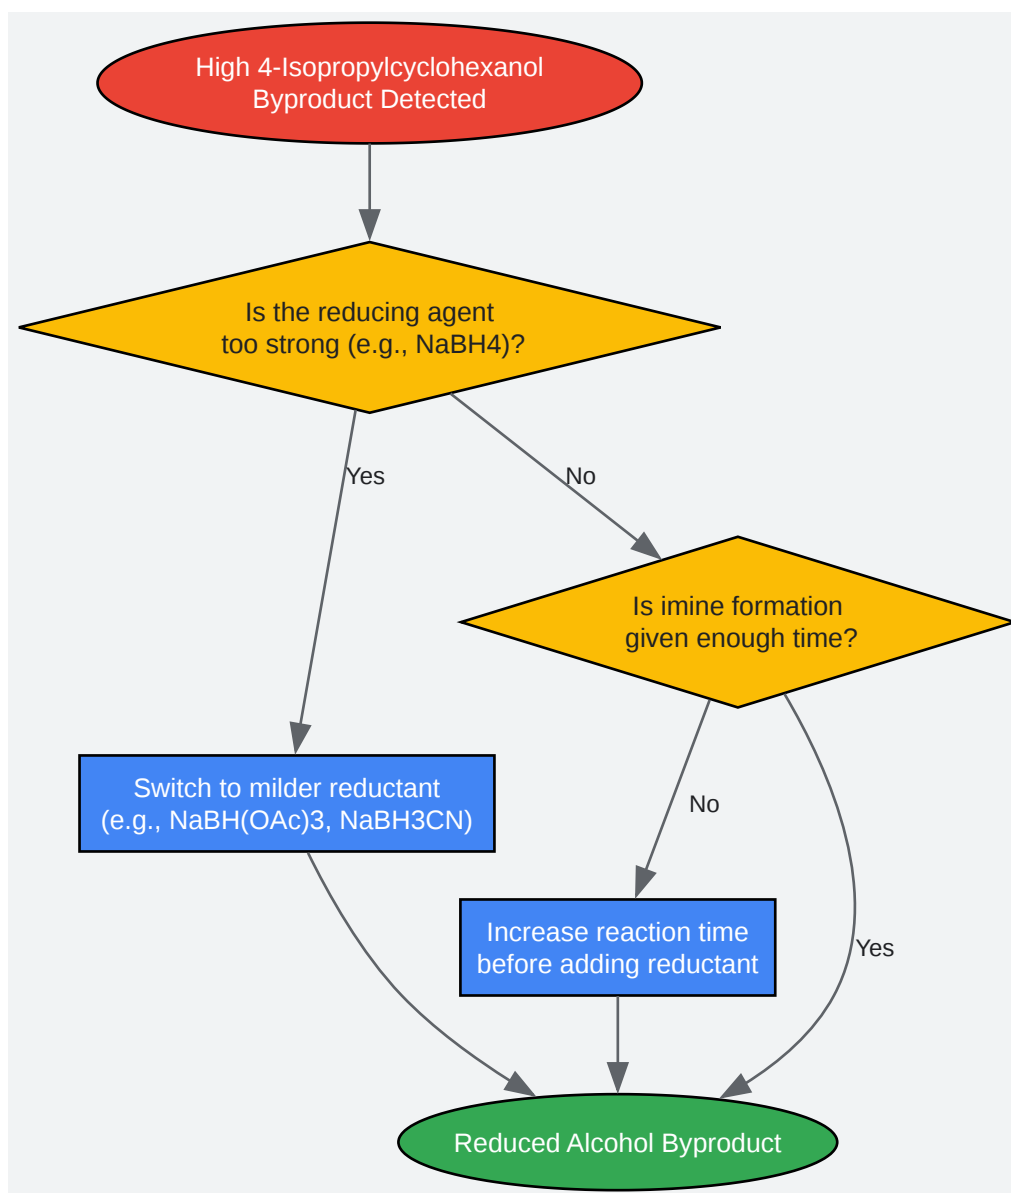 High 4-Isopropylcyclohexanol
Byproduct Detected
Is the reducing agent
too strong (e.g., NaBH4)?
Yes
No
Is imine formation
given enough time?
Switch to milder reductant
(e.g., NaBH(OAc)3, NaBH3CN)
No
Increase reaction time
before adding reductant
Yes
Reduced Alcohol Byproduct